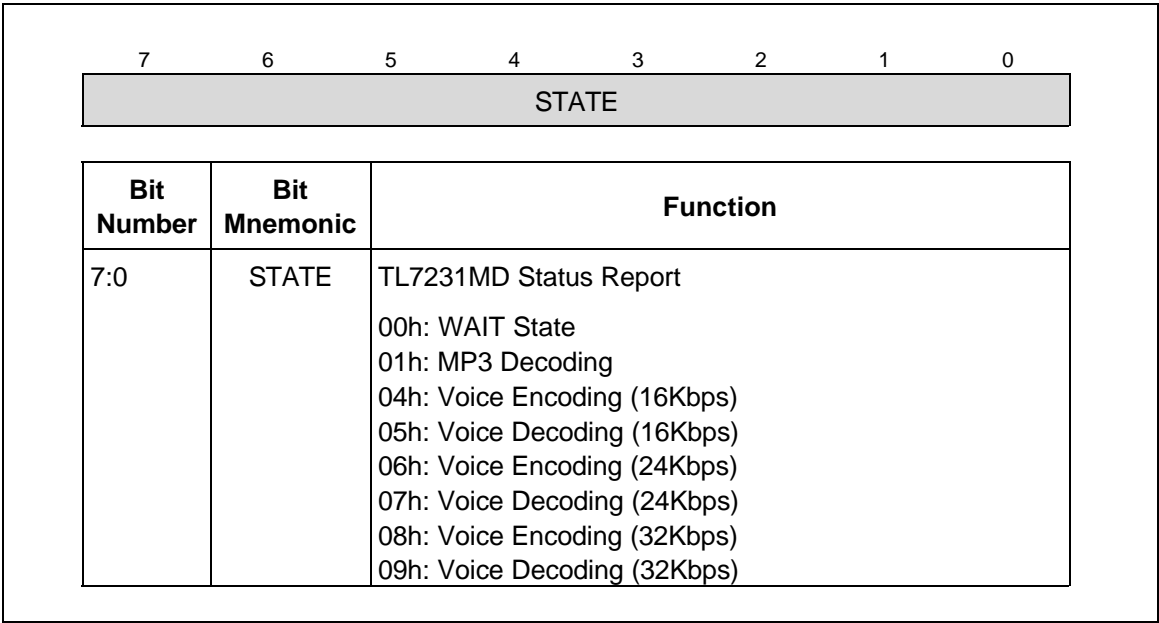 7 6 5 4 3 2 1 0
STATE
Bit Number Bit Mnemonic Function
7:0 STATE TL7231MD Status Report
00h: WAIT State
01h: MP3 Decoding
04h: Voice Encoding (16Kbps)
05h: Voice Decoding (16Kbps)
06h: Voice Encoding (24Kbps)
07h: Voice Decoding (24Kbps)
08h: Voice Encoding (32Kbps)
09h: Voice Decoding (32Kbps)